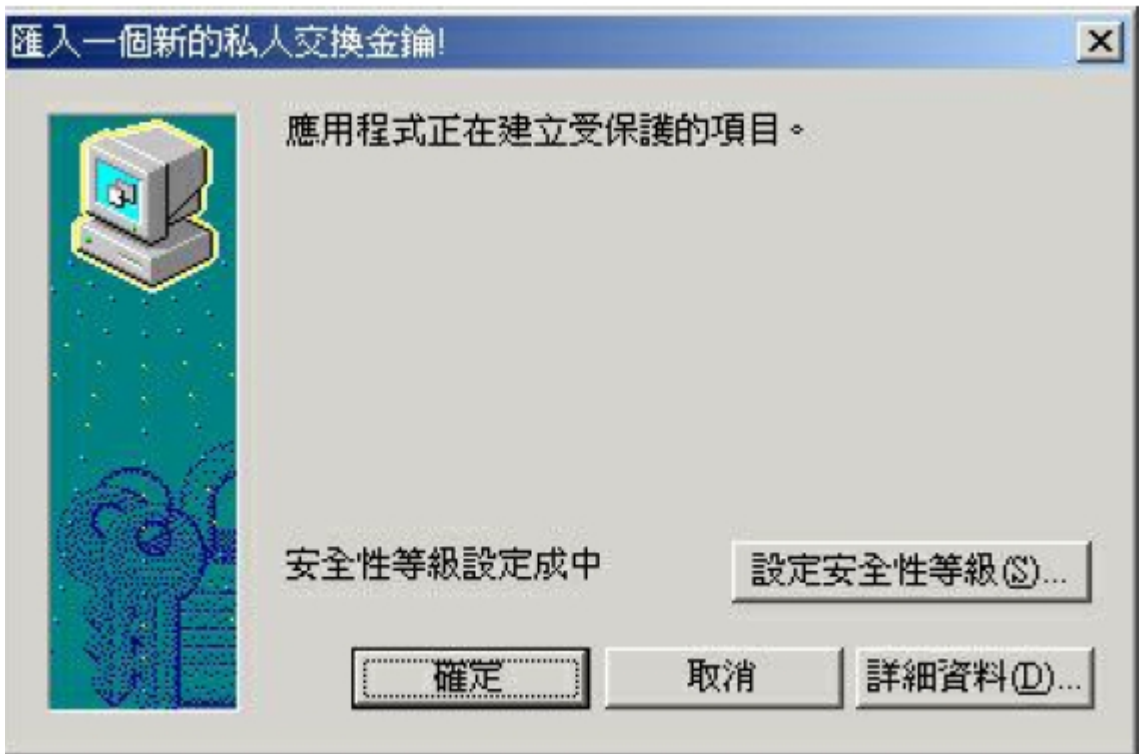 匯入一個新的私人交換金鑰!
應用程式正在建立受保護的項目。
安全性等級設定成中
設定安全性等級(S)...
確定
取消
詳細資料(D)...